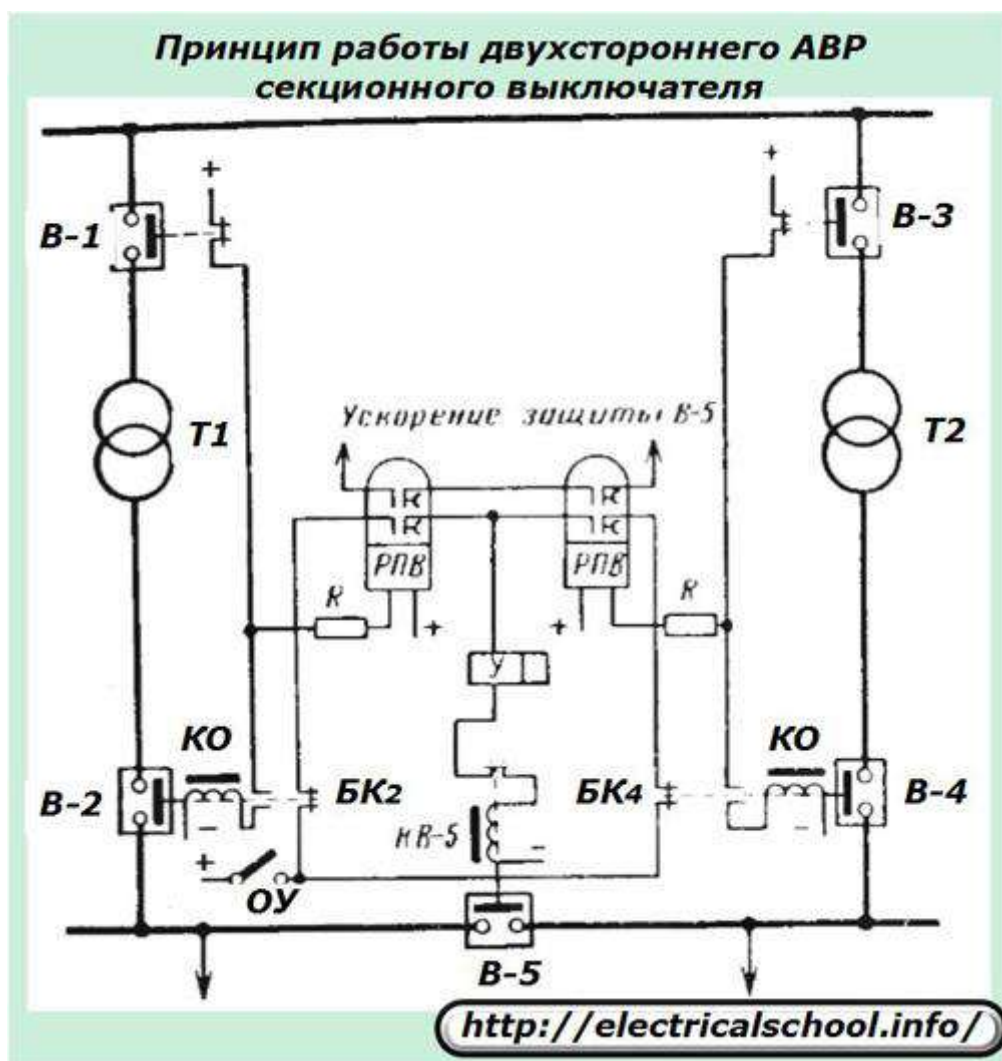 Принцип работы двухстороннего АВР
секционного выключателя
+
+
В-1
В-3
Т1
Т2
Ускорение защиты В-5
РПВ
РПВ
R
+
+
R
У
КО
КО
В-2
БК2
БК4
В-4
-
-
к В-5
-
+
ОУ
В-5
http://electricalschool.info/